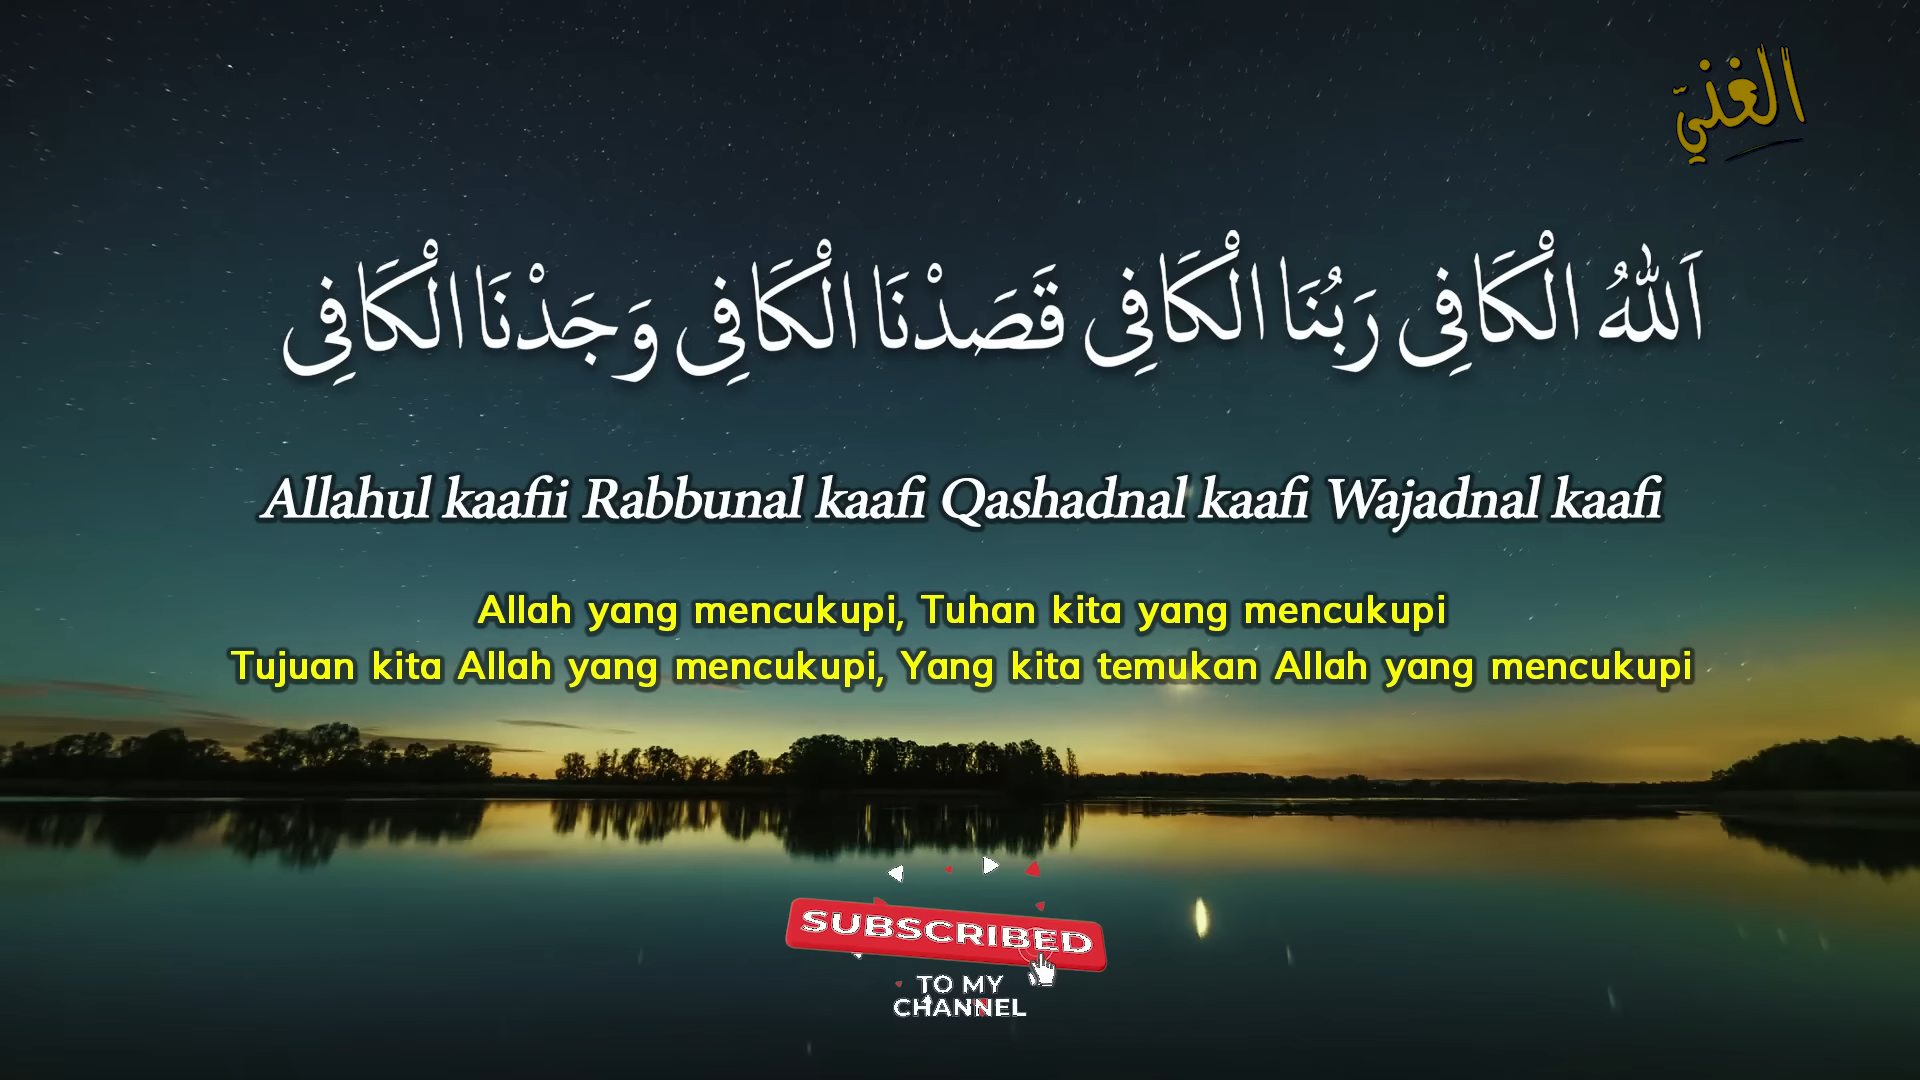 الغني
اَللّٰهُ الْكَافِى رَبُنَا الْكَافِى قَصَدْنَا الْكَافِى وَجَدْنَا الْكَافِى
Allahul kaafii Rabbunal kaafi Qashadnal kaafi Wajadnal kaafi
Allah yang mencukupi, Tuhan kita yang mencukupi
Tujuan kita Allah yang mencukupi, Yang kita temukan Allah yang mencukupi
SUBSCRIBED
TO MY
CHANNEL